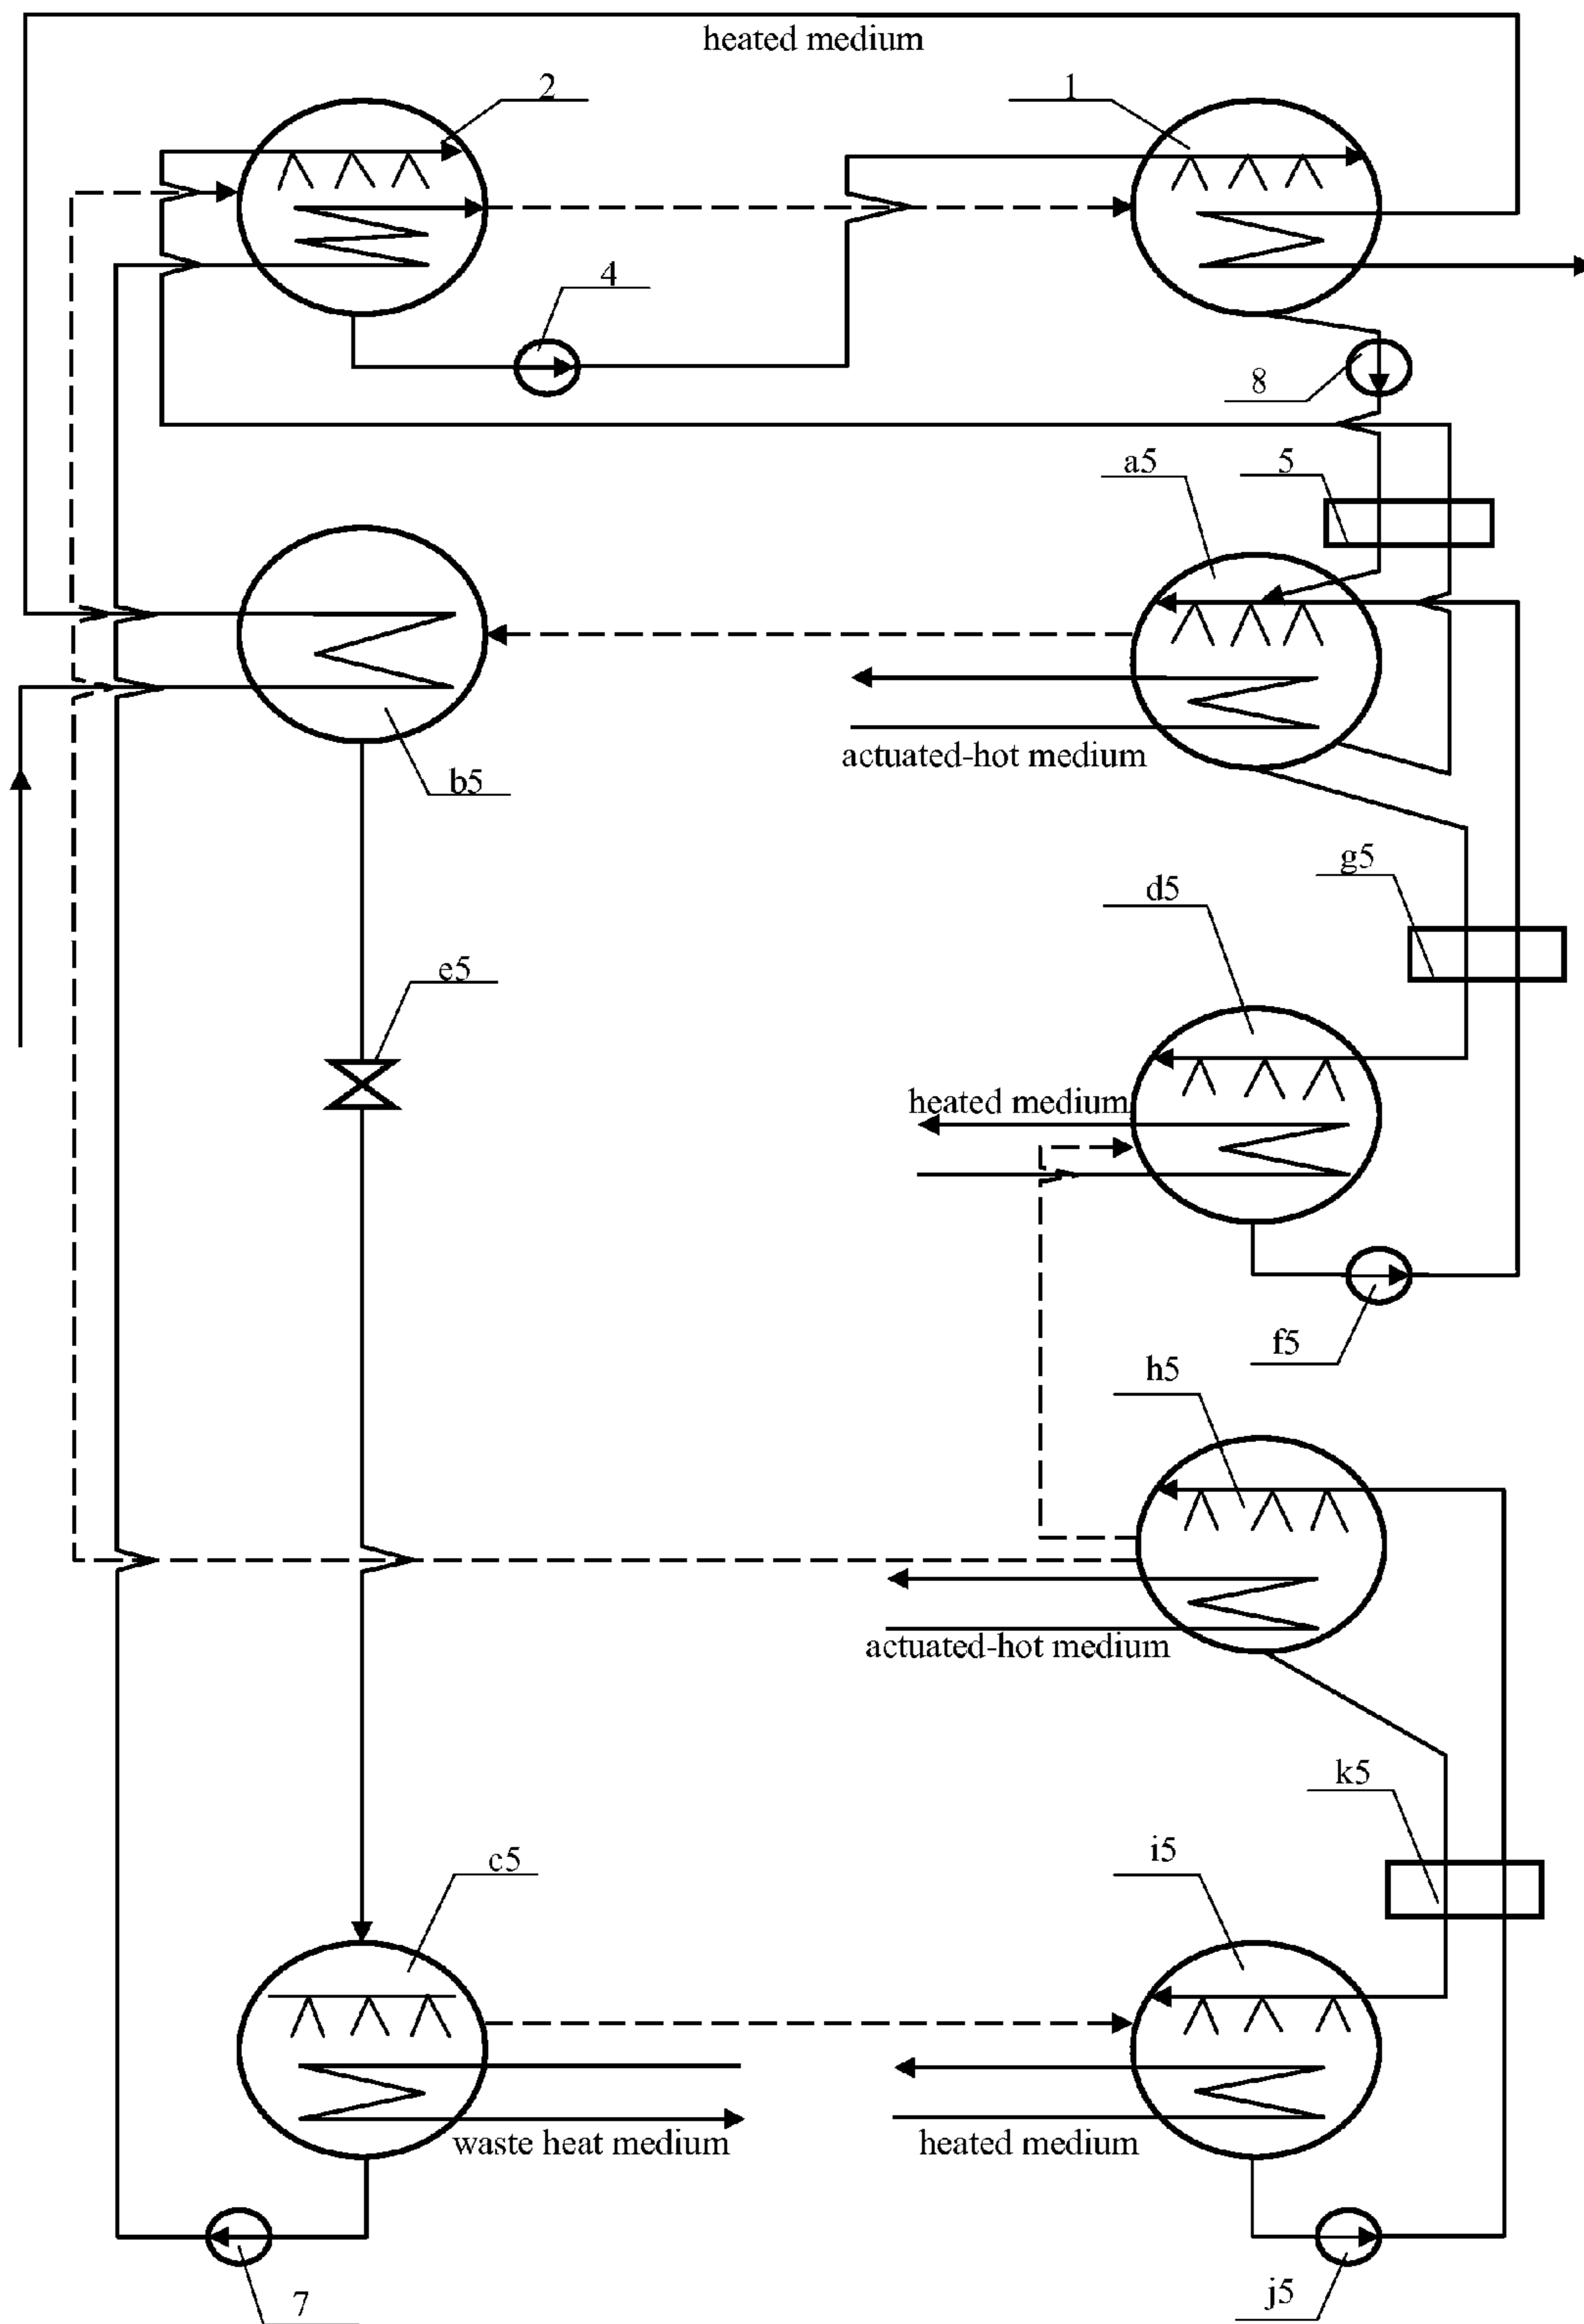 heated medium
2
1
4
8
a5
5
actuated-hot medium
b5
g5
d5
e5
heated medium
f5
h5
actuated-hot medium
k5
c5
i5
waste heat medium
heated medium
7
j5